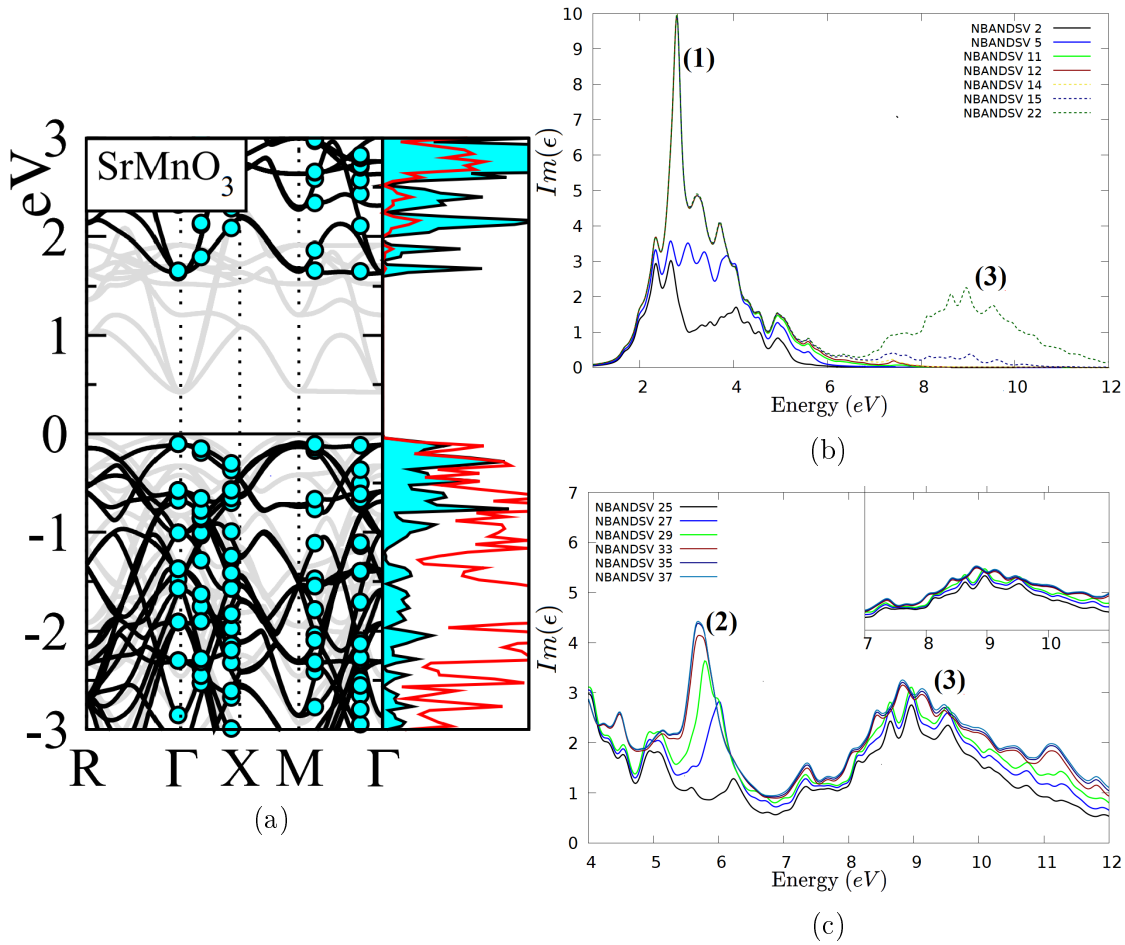 eV
SrMnO3
3
2
1
0
-1
-2
-3
R Γ X M Γ
(a)
Im(ϵ)
10
9
8
7
6
5
4
3
2
1
0
(1)
(3)
NBANDSV 2
NBANDSV 5
NBANDSV 11
NBANDSV 12
NBANDSV 14
NBANDSV 15
NBANDSV 22
2 4 6 8 10 12
Energy (eV)
(b)
Im(ϵ)
7
6
5
4
3
2
1
0
NBANDSV 25
NBANDSV 27
NBANDSV 29
NBANDSV 33
NBANDSV 35
NBANDSV 37
7 8 9 10
(2)
(3)
4 5 6 7 8 9 10 11 12
Energy (eV)
(c)